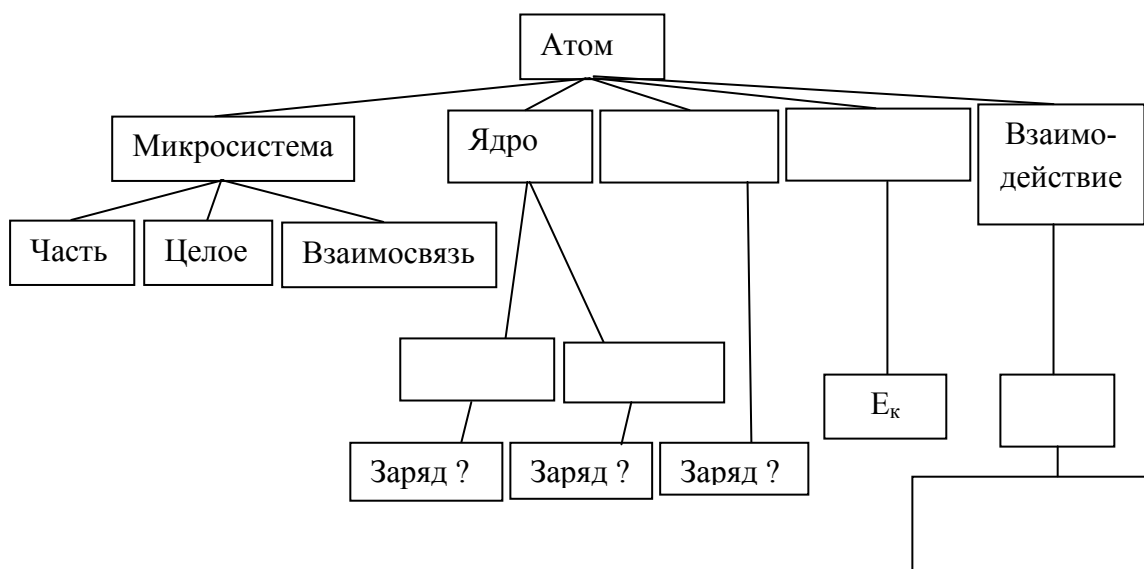 Атом
Микросистема
Ядро
Взаимо-
действие
Часть
Целое
Взаимосвязь
Eк
Заряд ?
Заряд ?
Заряд ?